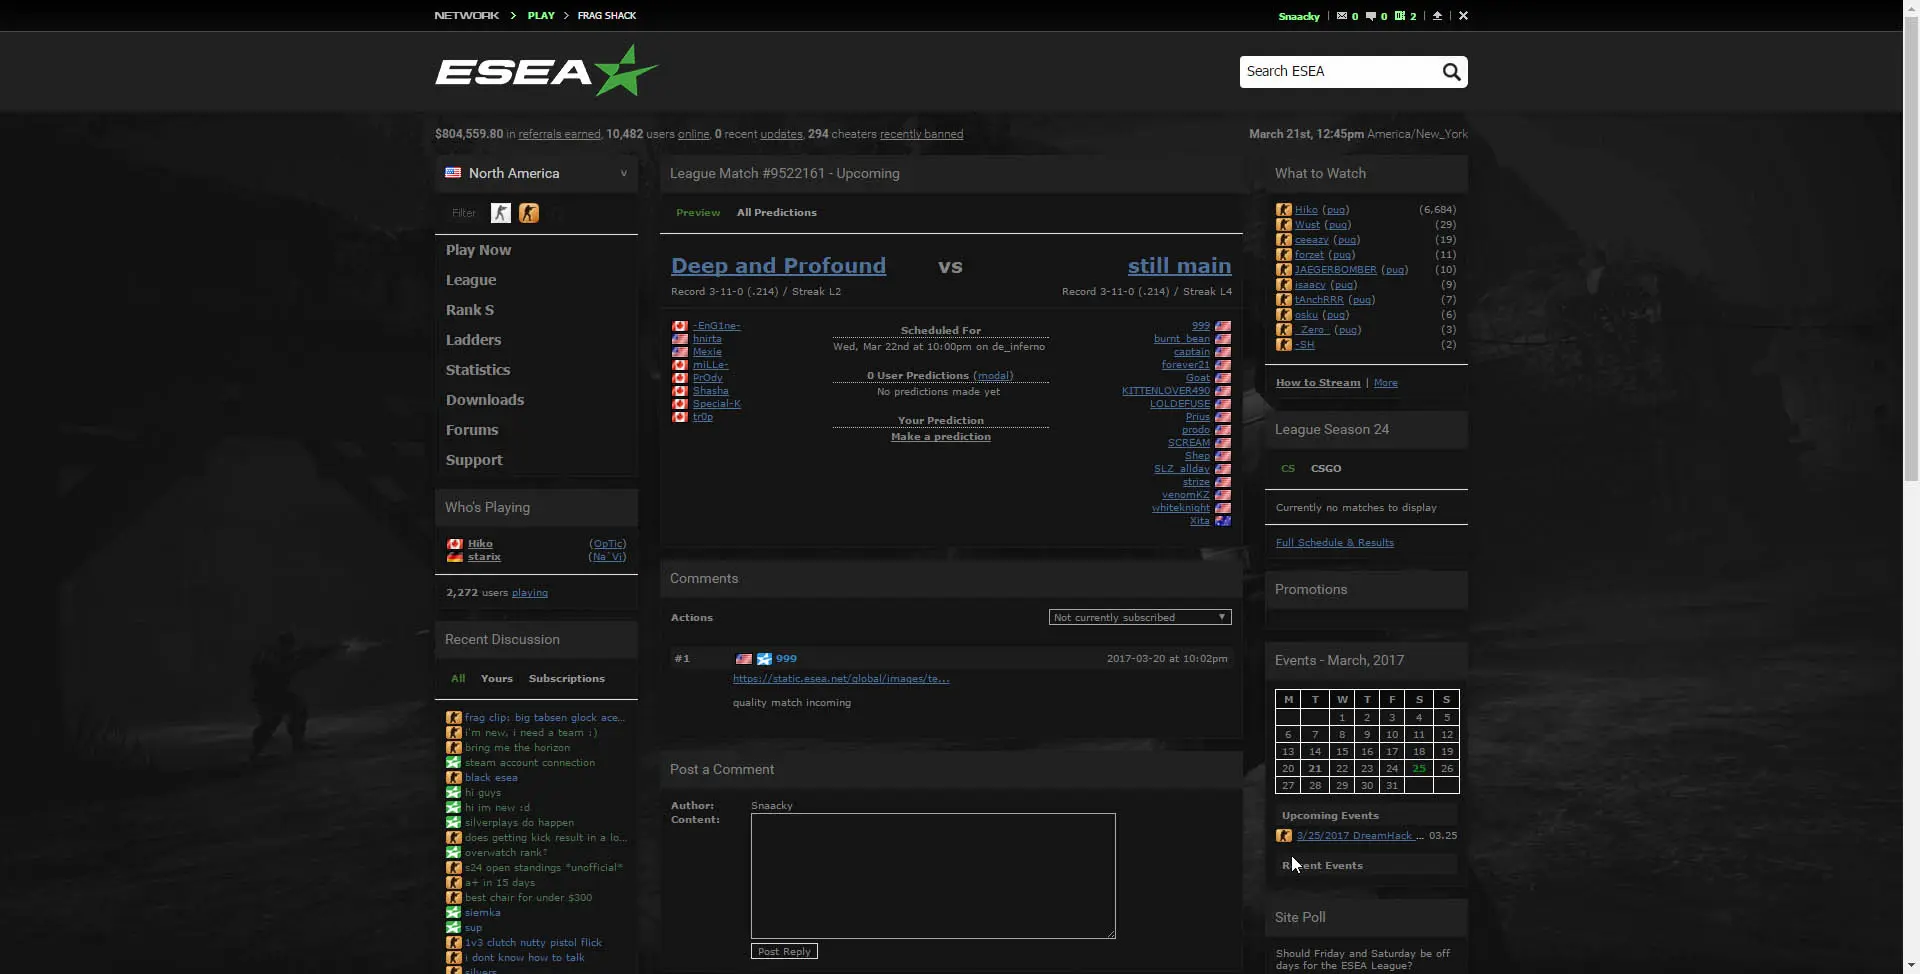 NETWORK > PLAY > FRAG SHACK
Snaacky | 0 0 2 | | ×
ESEA
Search ESEA
$804,559.80 in referrals earned, 10,482 users online, 0 recent updates, 294 cheaters recently banned
March 21st, 12:45pm America/New_York
North America v
Filter
Play Now
League
Rank S
Ladders
Statistics
Downloads
Forums
Support
Who's Playing
Hiko (OpTic)
starix (Na`Vi)
2,272 users playing
Recent Discussion
All Yours Subscriptions
frag clip: big tabsen glock ace...
i'm new, i need a team :)
bring me the horizon
steam account connection
black esea
hi guys
hi im new :d
silverplays do happen
does getting kick result in a lo...
overwatch rank?
s24 open standings *unofficial*
a+ in 15 days
best chair for under $300
siemka
sup
1v3 clutch nutty pistol flick
i dont know how to talk
silvers
League Match #9522161 - Upcoming
Preview All Predictions
Deep and Profound vs still main
Record 3-11-0 (.214) / Streak L2
Record 3-11-0 (.214) / Streak L4
-EnG1ne-
hnirta
Mexie
miLLe-
PrOdy
Shasha
Special-K
tr0p
Scheduled For
Wed, Mar 22nd at 10:00pm on de_inferno
0 User Predictions (modal)
No predictions made yet
Your Prediction
Make a prediction
999
burnt_bean
captain
forever21
Goat
KITTENLOVER490
LOLDEFUSE
Prius
prodo
SCREAM
Shep
SLZ_allday
strize
venomKZ
whiteknight
Xita
Comments
Actions
Not currently subscribed
#1 999 2017-03-20 at 10:02pm
https://static.esea.net/global/images/te...
quality match incoming
Post a Comment
Author: Snaacky
Content:
Post Reply
What to Watch
Hiko (pug) (6,684)
Wust (pug) (29)
ceeazy (pug) (19)
forzet (pug) (11)
JAEGERBOMBER (pug) (10)
isaacy (pug) (9)
tAnchRRR (pug) (7)
osku (pug) (6)
_Zero_ (pug) (3)
-SH (2)
How to Stream | More
League Season 24
CS CSGO
Currently no matches to display
Full Schedule & Results
Promotions
Events - March, 2017
M T W T F S S
1 2 3 4 5
6 7 8 9 10 11 12
13 14 15 16 17 18 19
20 21 22 23 24 25 26
27 28 29 30 31
Upcoming Events
3/25/2017 DreamHack ... 03.25
Recent Events
Site Poll
Should Friday and Saturday be off
days for the ESEA League?